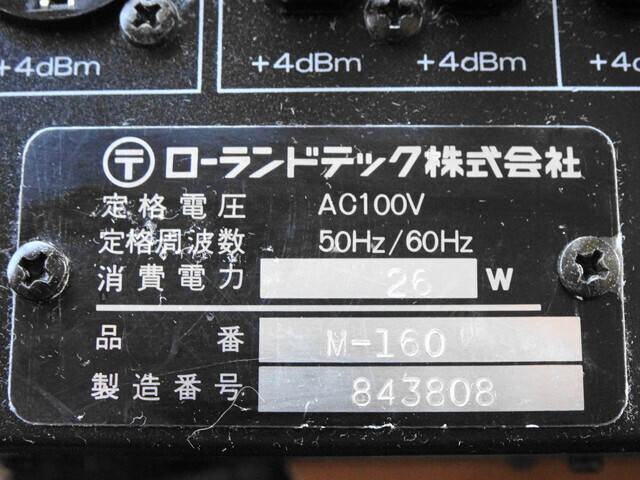 +4dBm +4dBm +4dBm +4d
〒 ローランドテック株式会社
定格電圧 AC100V
定格周波数 50Hz/60Hz
消費電力 26 W
品番 M-160
製造番号 843808